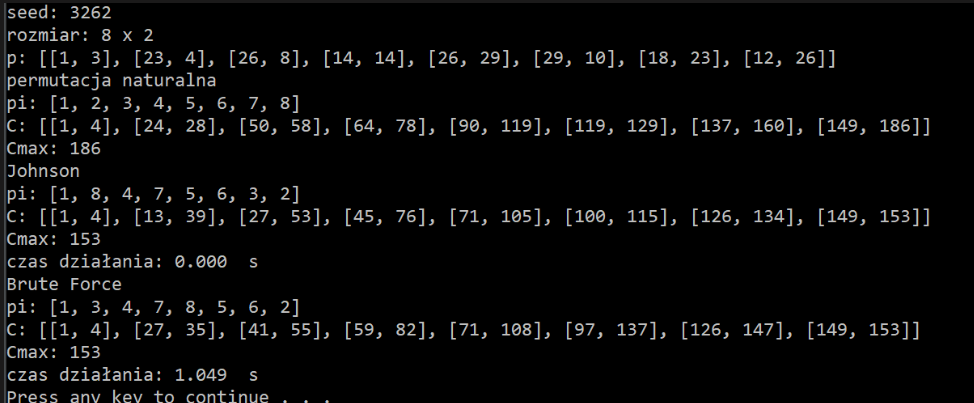 seed: 3262
rozmiar: 8 x 2
p: [[1, 3], [23, 4], [26, 8], [14, 14], [26, 29], [29, 10], [18, 23], [12, 26]]
permutacja naturalna
pi: [1, 2, 3, 4, 5, 6, 7, 8]
C: [[1, 4], [24, 28], [50, 58], [64, 78], [90, 119], [119, 129], [137, 160], [149, 186]]
Cmax: 186
Johnson
pi: [1, 8, 4, 7, 5, 6, 3, 2]
C: [[1, 4], [13, 39], [27, 53], [45, 76], [71, 105], [100, 115], [126, 134], [149, 153]]
Cmax: 153
czas działania: 0.000  s
Brute Force
pi: [1, 3, 4, 7, 8, 5, 6, 2]
C: [[1, 4], [27, 35], [41, 55], [59, 82], [71, 108], [97, 137], [126, 147], [149, 153]]
Cmax: 153
czas działania: 1.049  s
Press any key to continue . . .